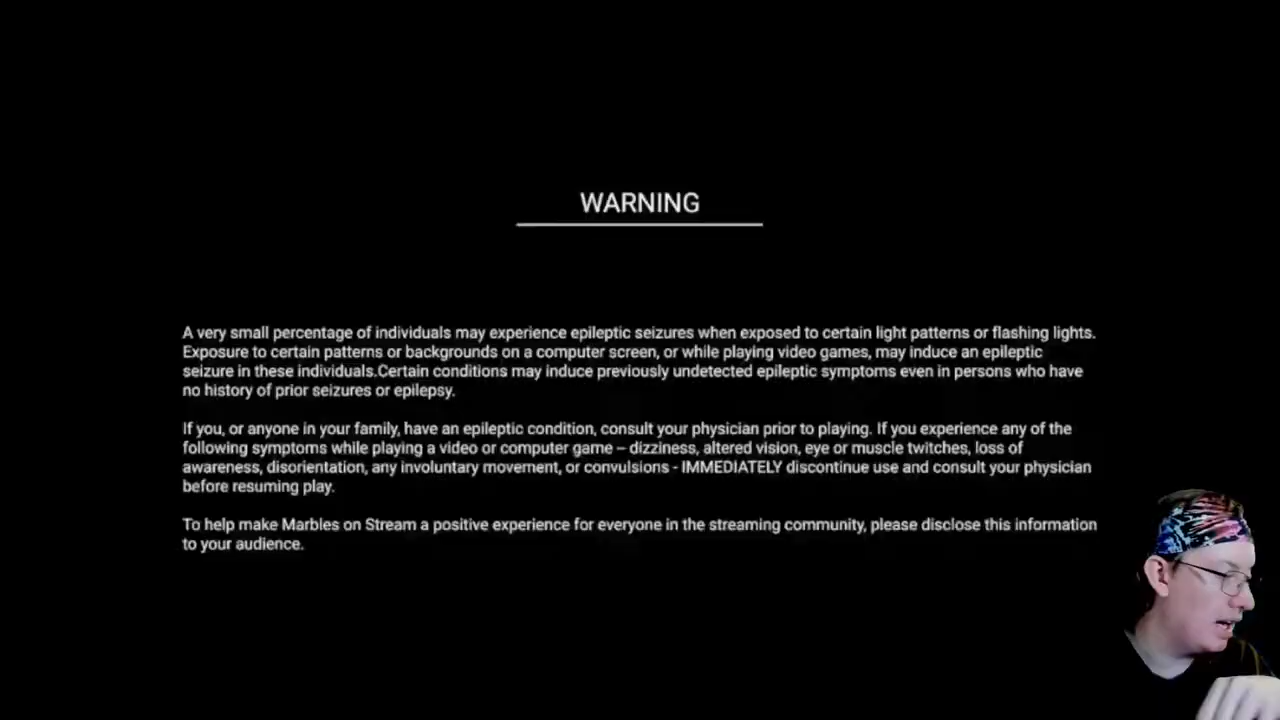 WARNING
A very small percentage of individuals may experience epileptic seizures when exposed to certain light patterns or flashing lights.
Exposure to certain patterns or backgrounds on a computer screen, or while playing video games, may induce an epileptic
seizure in these individuals.Certain conditions may induce previously undetected epileptic symptoms even in persons who have
no history of prior seizures or epilepsy.
If you, or anyone in your family, have an epileptic condition, consult your physician prior to playing. If you experience any of the
following symptoms while playing a video or computer game – dizziness, altered vision, eye or muscle twitches, loss of
awareness, disorientation, any involuntary movement, or convulsions - IMMEDIATELY discontinue use and consult your physician
before resuming play.
To help make Marbles on Stream a positive experience for everyone in the streaming community, please disclose this information
to your audience.